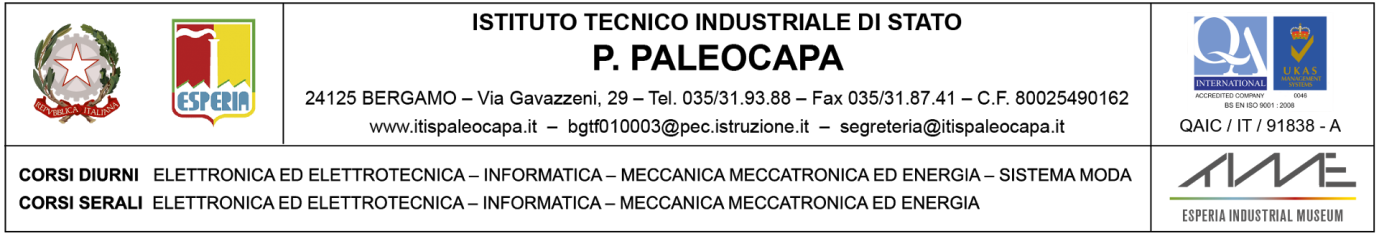 REPVBBLICA ITALIANA
ESPERIA
ISTITUTO TECNICO INDUSTRIALE DI STATO
P. PALEOCAPA
24125 BERGAMO – Via Gavazzeni, 29 – Tel. 035/31.93.88 – Fax 035/31.87.41 – C.F. 80025490162
www.itispaleocapa.it – bgtf010003@pec.istruzione.it – segreteria@itispaleocapa.it
QA
INTERNATIONAL
UKAS
MANAGEMENT
SYSTEMS
ACCREDITED COMPANY 0046
BS EN ISO 9001 : 2008
QAIC / IT / 91838 - A
CORSI DIURNI ELETTRONICA ED ELETTROTECNICA – INFORMATICA – MECCANICA MECCATRONICA ED ENERGIA – SISTEMA MODA
CORSI SERALI ELETTRONICA ED ELETTROTECNICA – INFORMATICA – MECCANICA MECCATRONICA ED ENERGIA
ESPERIA INDUSTRIAL MUSEUM